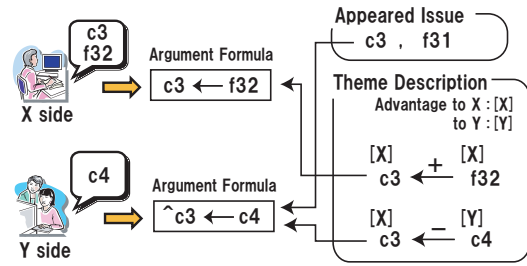 c3
f32
X side
Argument Formula
c3 ← f32
c4
Y side
Argument Formula
^c3 ← c4
Appeared Issue
c3 , f31
Theme Description
Advantage to X : [X]
to Y : [Y]
[X] + [X]
c3 ← f32
[X] − [Y]
c3 ← c4